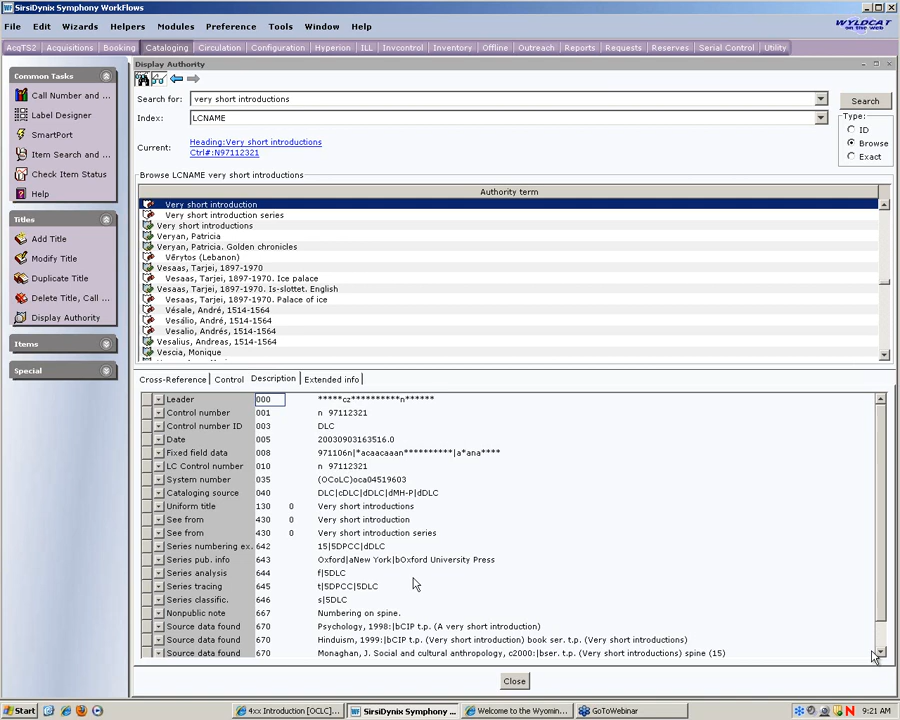 SirsiDynix Symphony WorkFlows
File Edit Wizards Helpers Modules Preference Tools Window Help
WYLDCAT
ON THE WEB
AcqTS2 Acquisitions Booking Cataloging Circulation Configuration Hyperion ILL Invcontrol Inventory Offline Outreach Reports Requests Reserves Serial Control Utility
Common Tasks
Call Number and ...
Label Designer
SmartPort
Item Search and ...
Check Item Status
Help
Titles
Add Title
Modify Title
Duplicate Title
Delete Title, Call ...
Display Authority
Items
Special
Display Authority
Search for: very short introductions
Search
Index: LCNAME
Type:
ID
Browse
Exact
Current: Heading:Very short introductions
Ctrl#:N97112321
Browse LCNAME very short introductions
Authority term
Very short introduction
Very short introduction series
Very short introductions
Veryan, Patricia
Veryan, Patricia. Golden chronicles
Vērytos (Lebanon)
Vesaas, Tarjei, 1897-1970
Vesaas, Tarjei, 1897-1970. Ice palace
Vesaas, Tarjei, 1897-1970. Is-slottet. English
Vesaas, Tarjei, 1897-1970. Palace of ice
Vésale, André, 1514-1564
Vesálio, André, 1514-1564
Vesalio, Andrés, 1514-1564
Vesalius, Andreas, 1514-1564
Vescia, Monique
Cross-Reference Control Description Extended info
Leader 000 *****cz**********n******
Control number 001 n 97112321
Control number ID 003 DLC
Date 005 20030903163516.0
Fixed field data 008 971106n|*acaacaaan**********|a*ana****
LC Control number 010 n 97112321
System number 035 (OCoLC)oca04519603
Cataloging source 040 DLC|cDLC|dDLC|dMH-P|dDLC
Uniform title 130 0 Very short introductions
See from 430 0 Very short introduction
See from 430 0 Very short introduction series
Series numbering ex. 642 15|5DPCC|dDLC
Series pub. info 643 Oxford|aNew York|bOxford University Press
Series analysis 644 f|5DLC
Series tracing 645 t|5DPCC|5DLC
Series classific. 646 s|5DLC
Nonpublic note 667 Numbering on spine.
Source data found 670 Psychology, 1998:|bCIP t.p. (A very short introduction)
Source data found 670 Hinduism, 1999:|bCIP t.p. (Very short introduction) book ser. t.p. (Very short introductions)
Source data found 670 Monaghan, J. Social and cultural anthropology, c2000:|bser. t.p. (Very short introductions) spine (15)
Close
Start 4xx Introduction [OCLC]... SirsiDynix Symphony ... Welcome to the Wyomin... GoToWebinar 9:21 AM